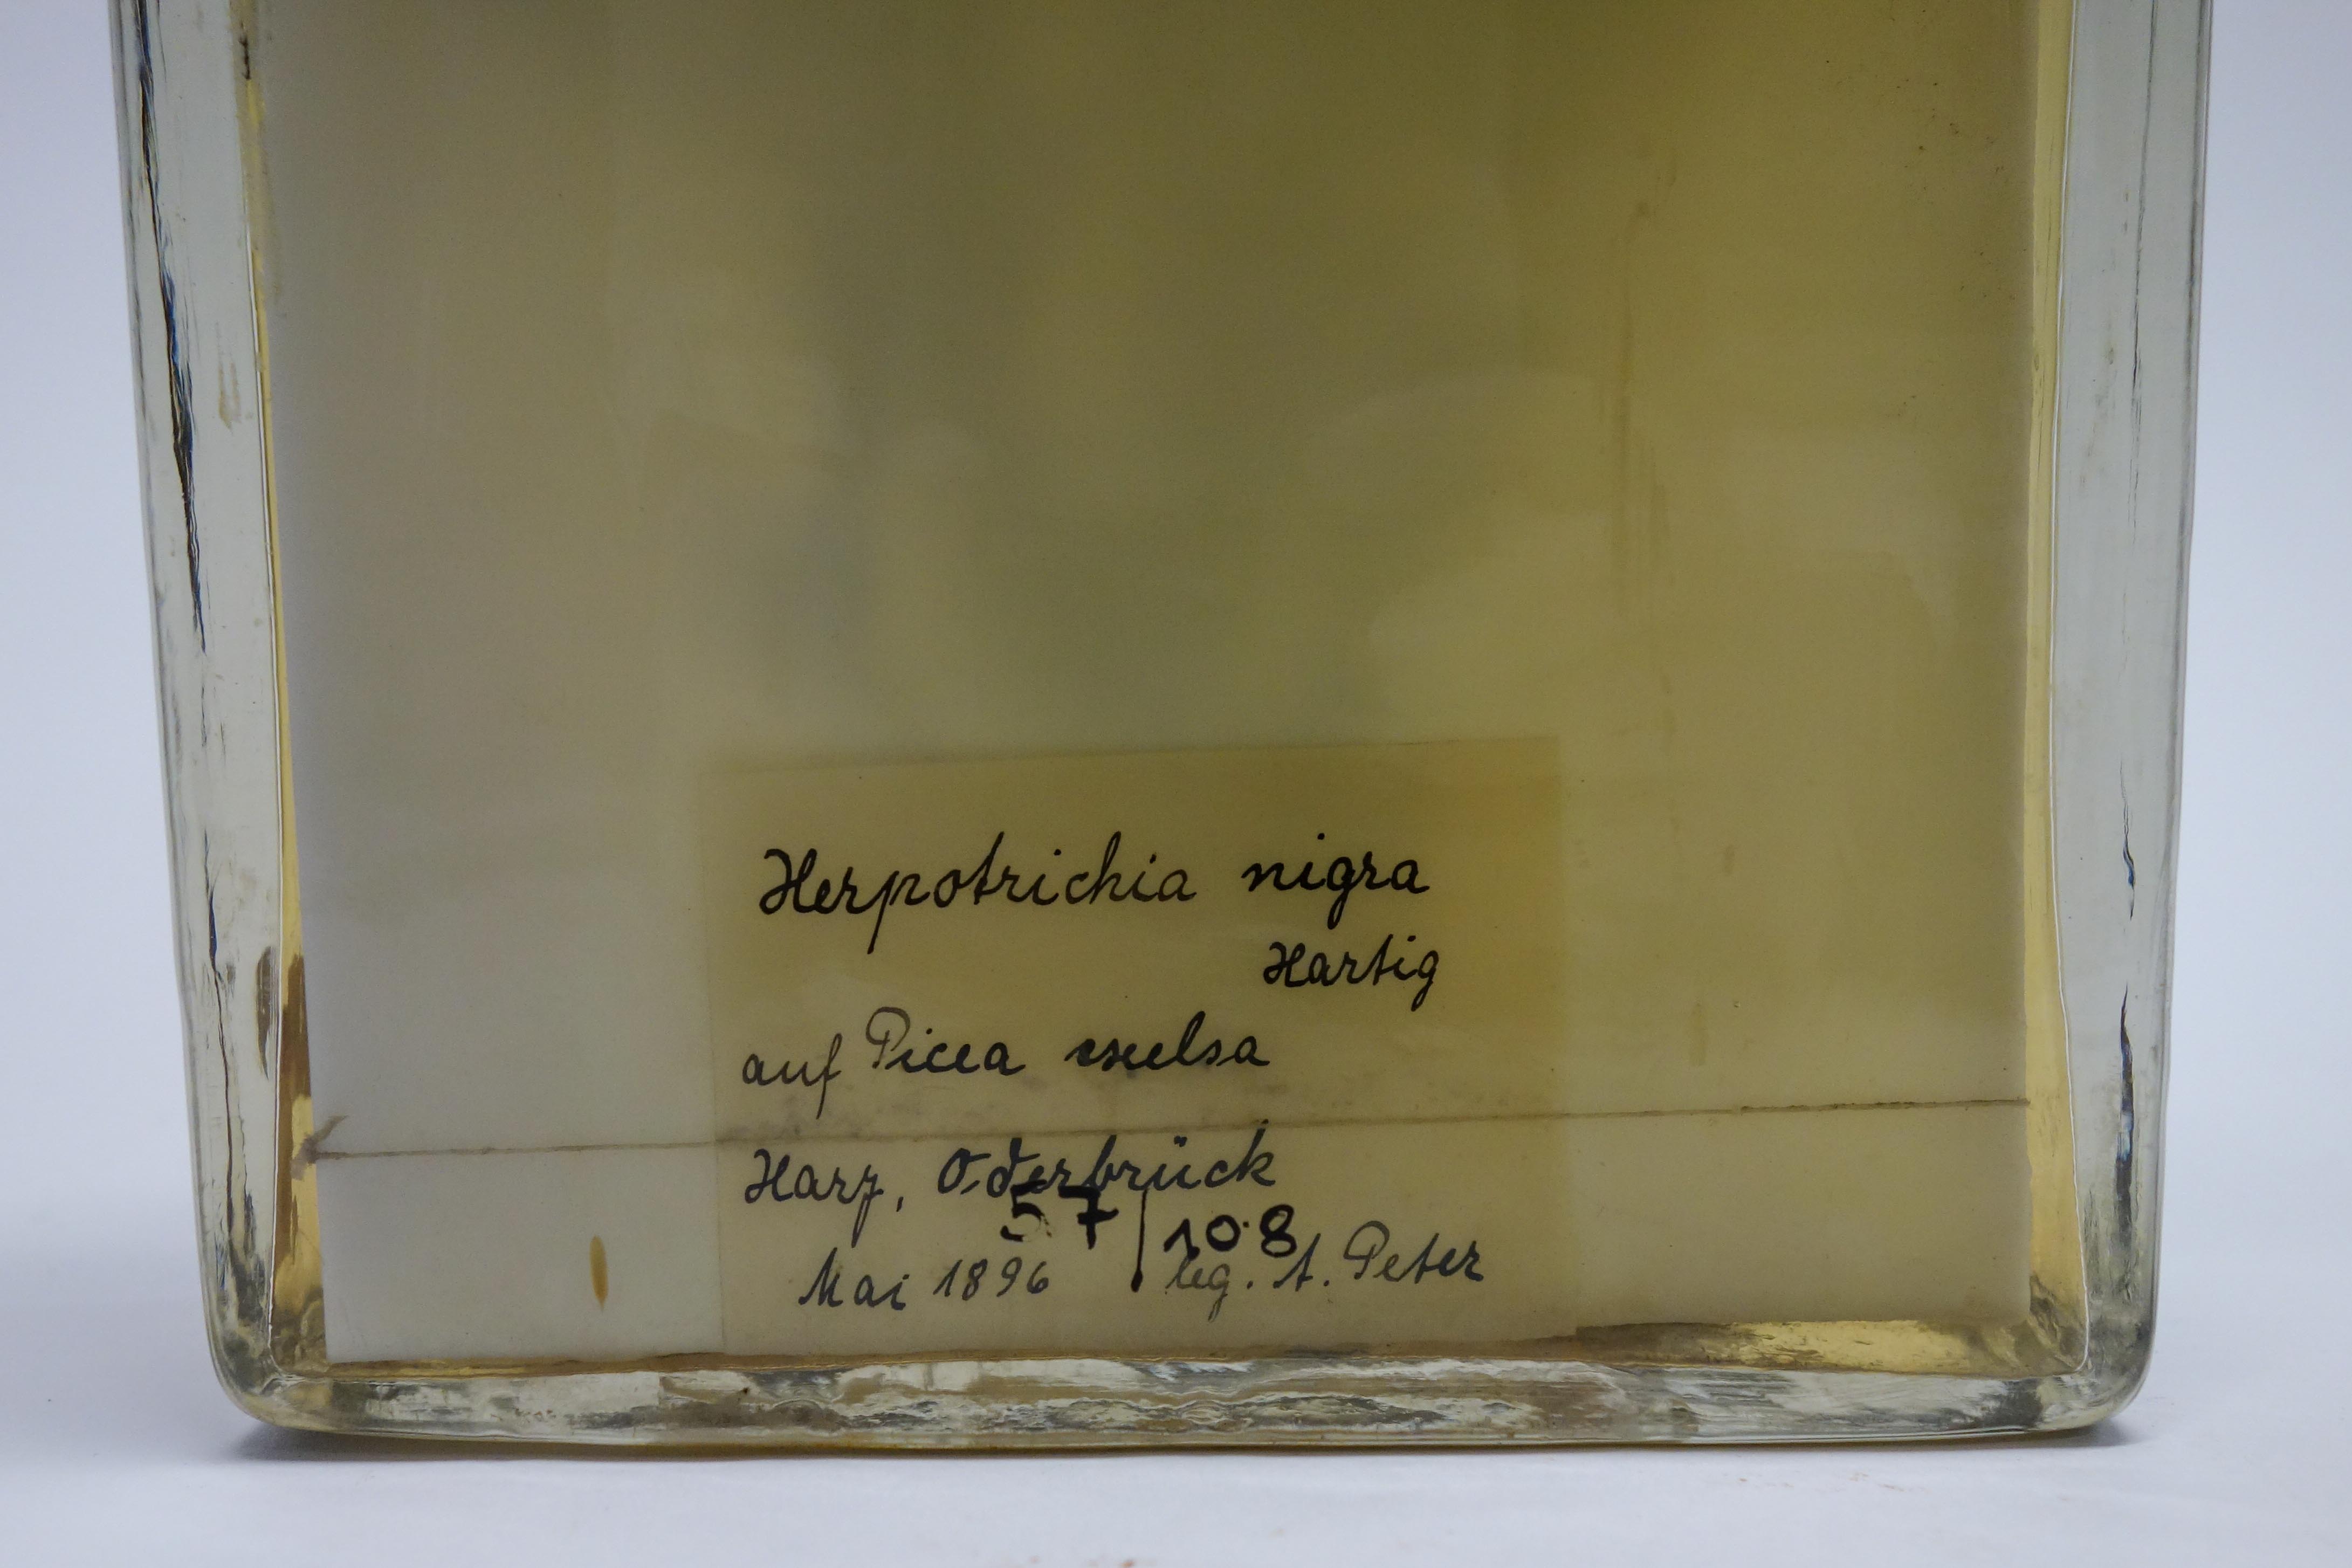 Herpotrichia nigra
Hartig
auf Picea excelsa
Harz, Oderbrück
57/108
Mai 1896 leg. A. Peter